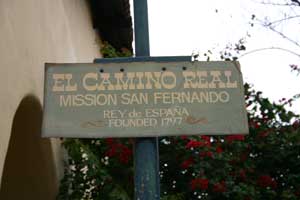 EL CAMINO REAL
MISSION SAN FERNANDO
REY de ESPAÑA
FOUNDED 1797